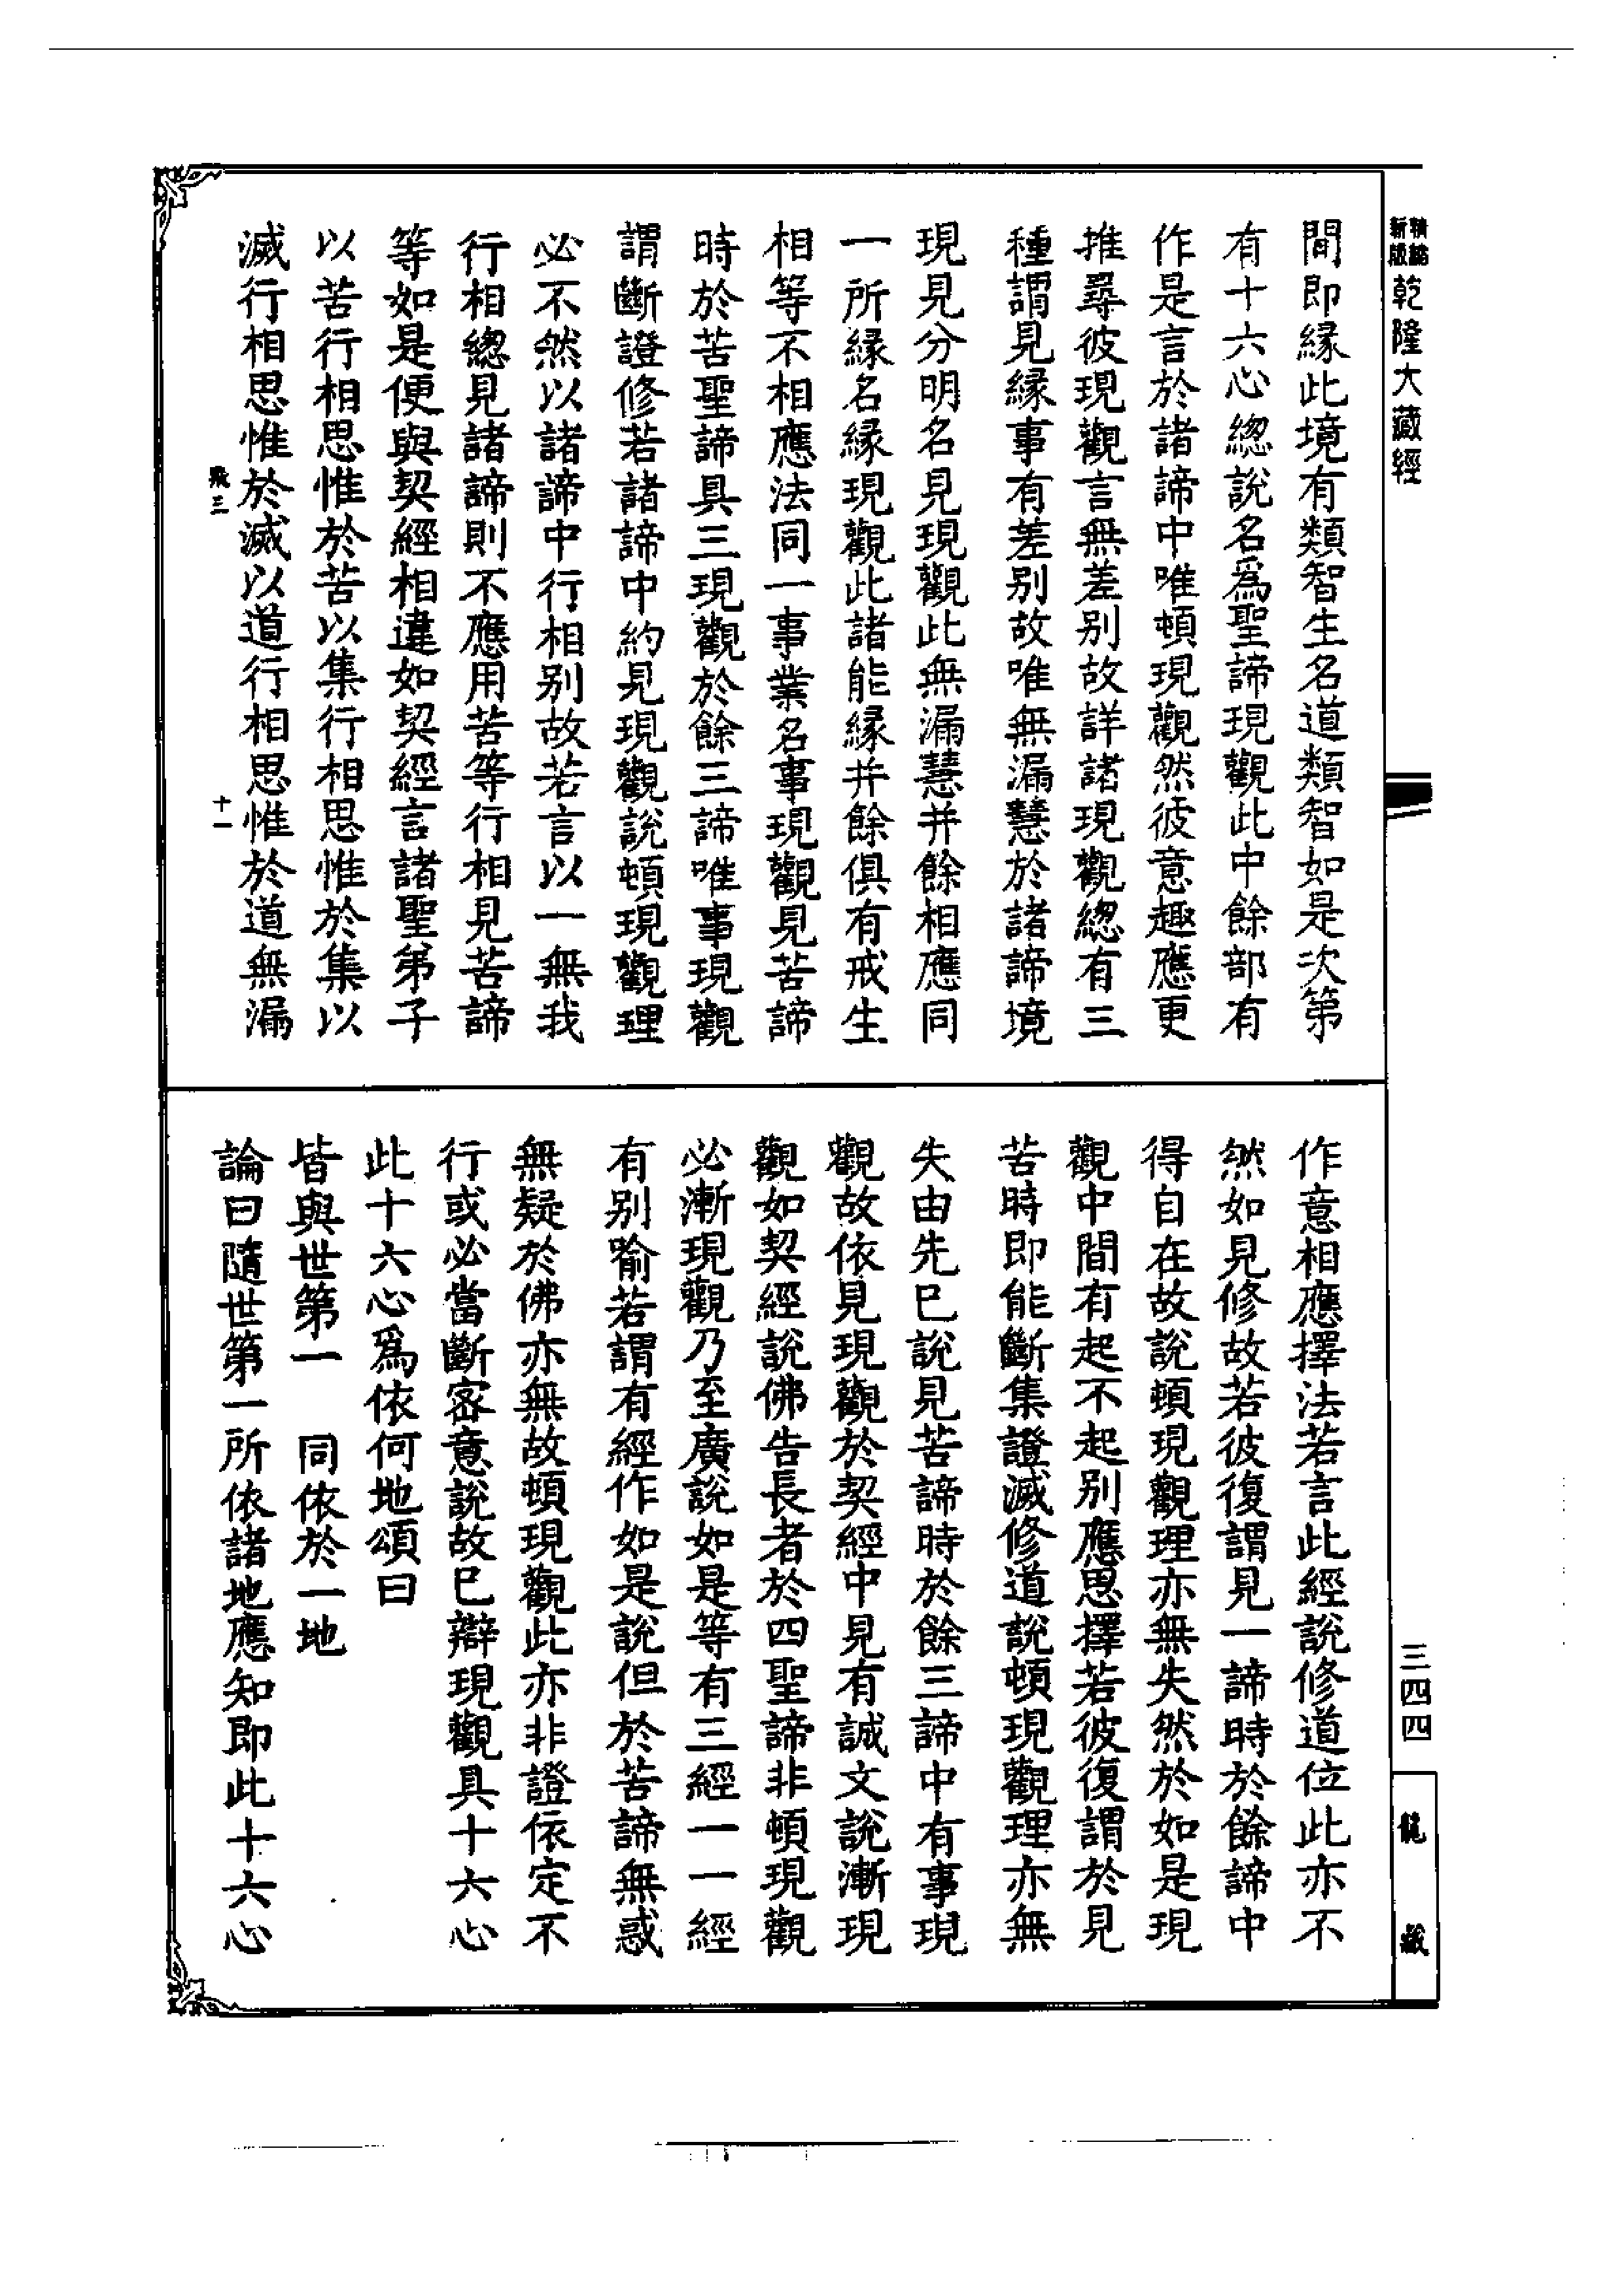 新版
乾隆大藏經
間即緣此境有類智生名道類智如是次第
有十六心總說名爲聖諦現觀此中餘部有
作是言於諸諦中唯頓現觀然彼意趣應更
推尋彼現觀言無差别故詳諸現觀總有三
種謂見緣事有差别故唯無漏慧於諸諦境
現見分明名見現觀此無漏慧并餘相應同
一所緣名緣現觀此諸能緣并餘俱有戒生
相等不相應法同一事業名事現觀見苦諦
時於苦聖諦具三現觀於餘三諦唯事現觀
謂斷證修若諸諦中約見現觀說頓現觀理
必不然以諸諦中行相别故若言以一無我
行相總見諸諦則不應用苦等行相見苦諦
等如是便與契經相違如契經言諸聖弟子
以苦行相思惟於苦以集行相思惟於集以
滅行相思惟於滅以道行相思惟於道無漏
三
十一
作意相應擇法若言此經說修道位此亦不
然如見修故若彼復謂見一諦時於餘諦中
得自在故說頓現觀理亦無失然於如是現
觀中間有起不起别應思擇若彼復謂於見
苦時即能斷集證滅修道說頓現觀理亦無
失由先已說見苦諦時於餘三諦中有事現
觀故依見現觀於契經中見有誠文說漸現
觀如契經說佛告長者於四聖諦非頓現觀
必漸現觀乃至廣說如是等有三經一一經
有别喻若謂有經作如是說但於苦諦無惑
無疑於佛亦無故頓現觀此亦非證依定不
行或必當斷密意說故已辯現觀具十六心
此十六心爲依何地頌曰
皆與世第一　同依於一地
論曰隨世第一所依諸地應知即此十六心
三四四
龍藏